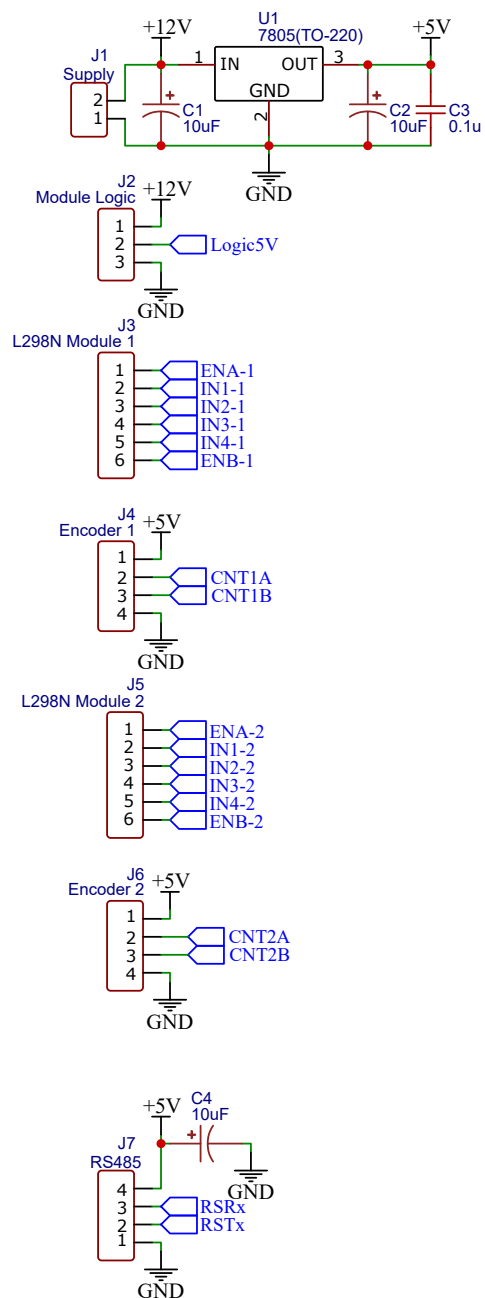 +12V
U1
7805(TO-220)
+5V
J1
Supply
1
IN
OUT
3
GND
2
2
1
C1
10uF
C2
10uF
C3
0.1u
GND
J2
Module Logic
+12V
1
2
3
Logic5V
GND
J3
L298N Module 1
1 ENA-1
2 IN1-1
3 IN2-1
4 IN3-1
5 IN4-1
6 ENB-1
J4
Encoder 1
+5V
1
2 CNT1A
3 CNT1B
4
GND
J5
L298N Module 2
1 ENA-2
2 IN1-2
3 IN2-2
4 IN3-2
5 IN4-2
6 ENB-2
J6
Encoder 2
+5V
1
2 CNT2A
3 CNT2B
4
GND
+5V
C4
10uF
J7
RS485
GND
4
3 RSRx
2 RSTx
1
GND